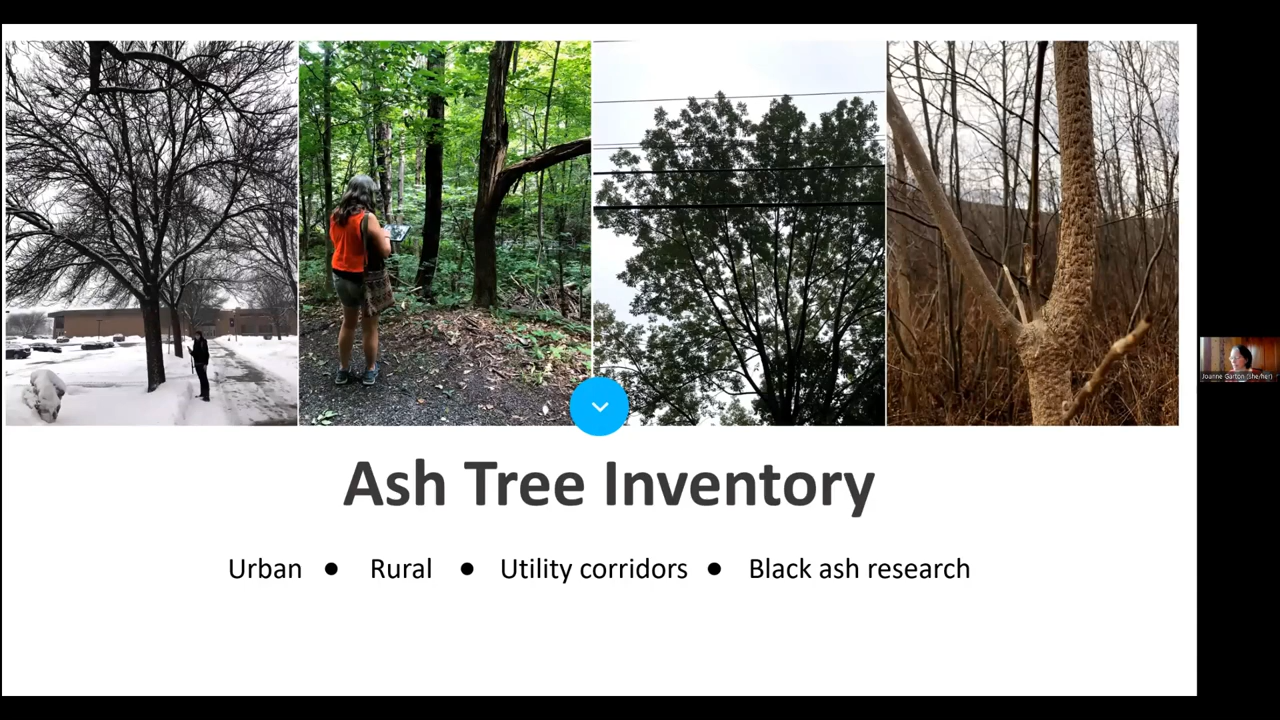 Ash Tree Inventory
Urban ● Rural ● Utility corridors ● Black ash research
Joanne Garton (she/her)